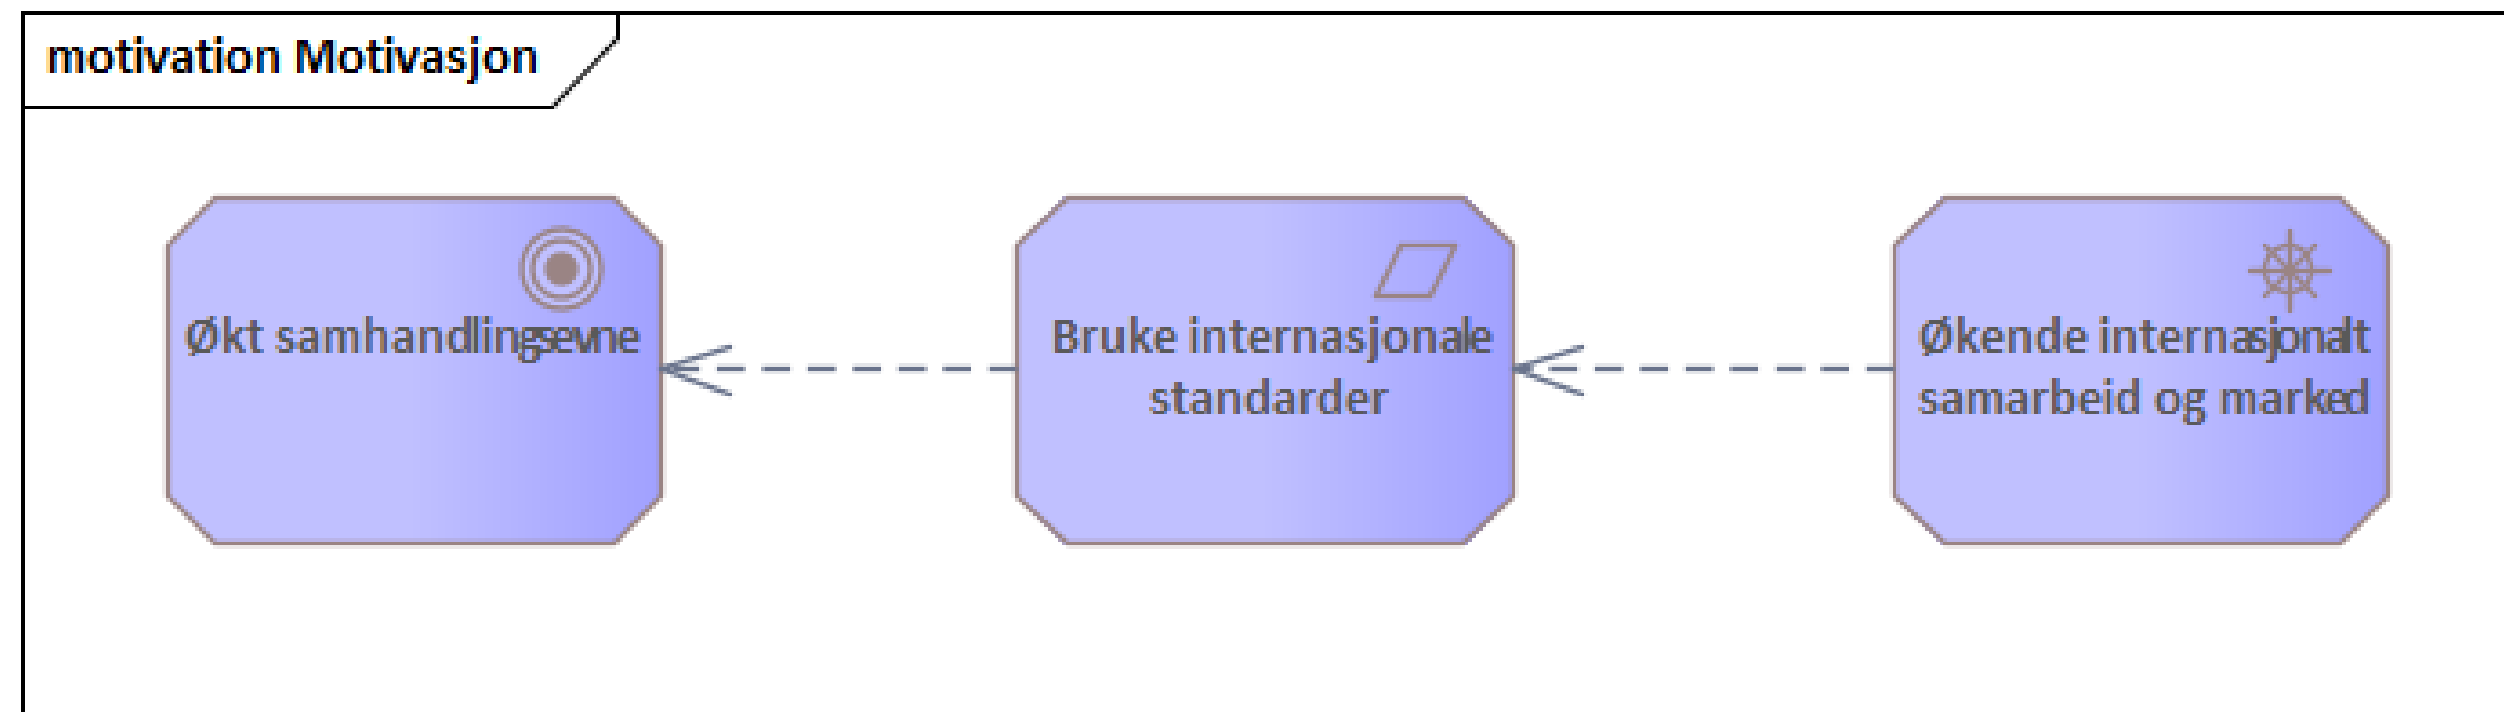 motivation Motivasjon
Økt samhandlingsevne
Bruke internasjonale
standarder
Økende internasjonalt
samarbeid og marked